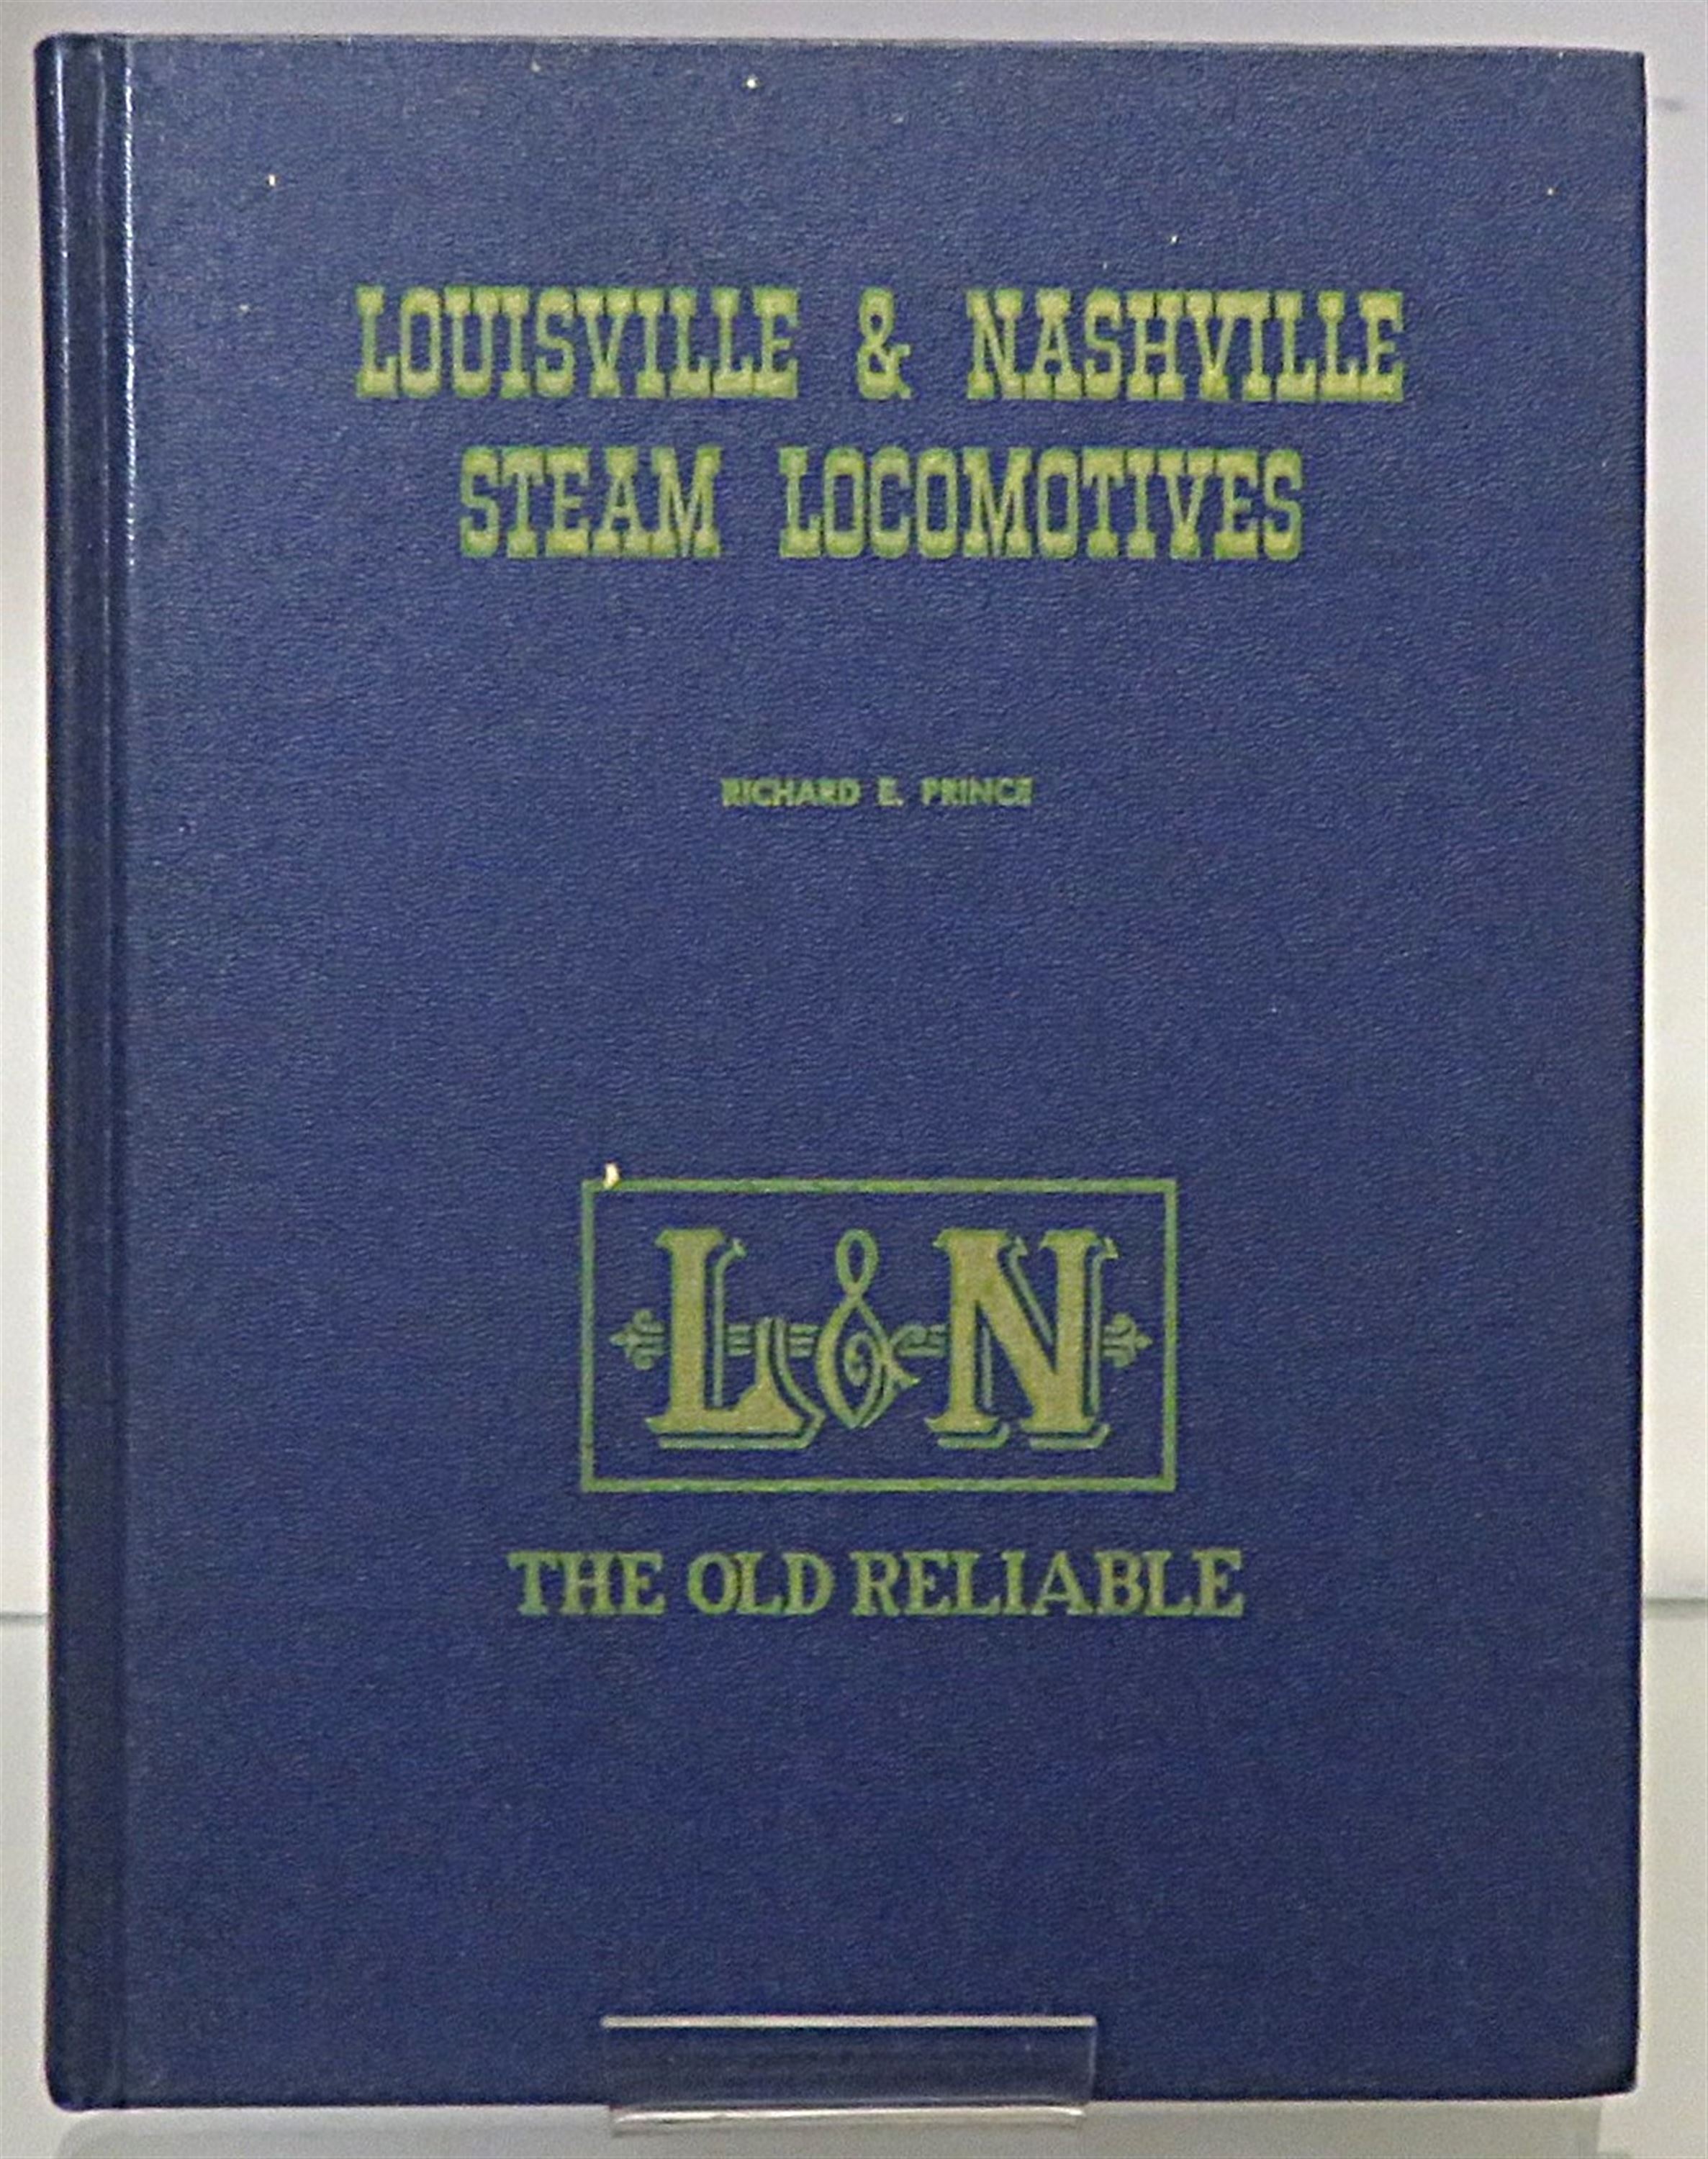 LOUISVILLE & NASHVILLE
STEAM LOCOMOTIVES
RICHARD E. PRINCE
L&N
THE OLD RELIABLE